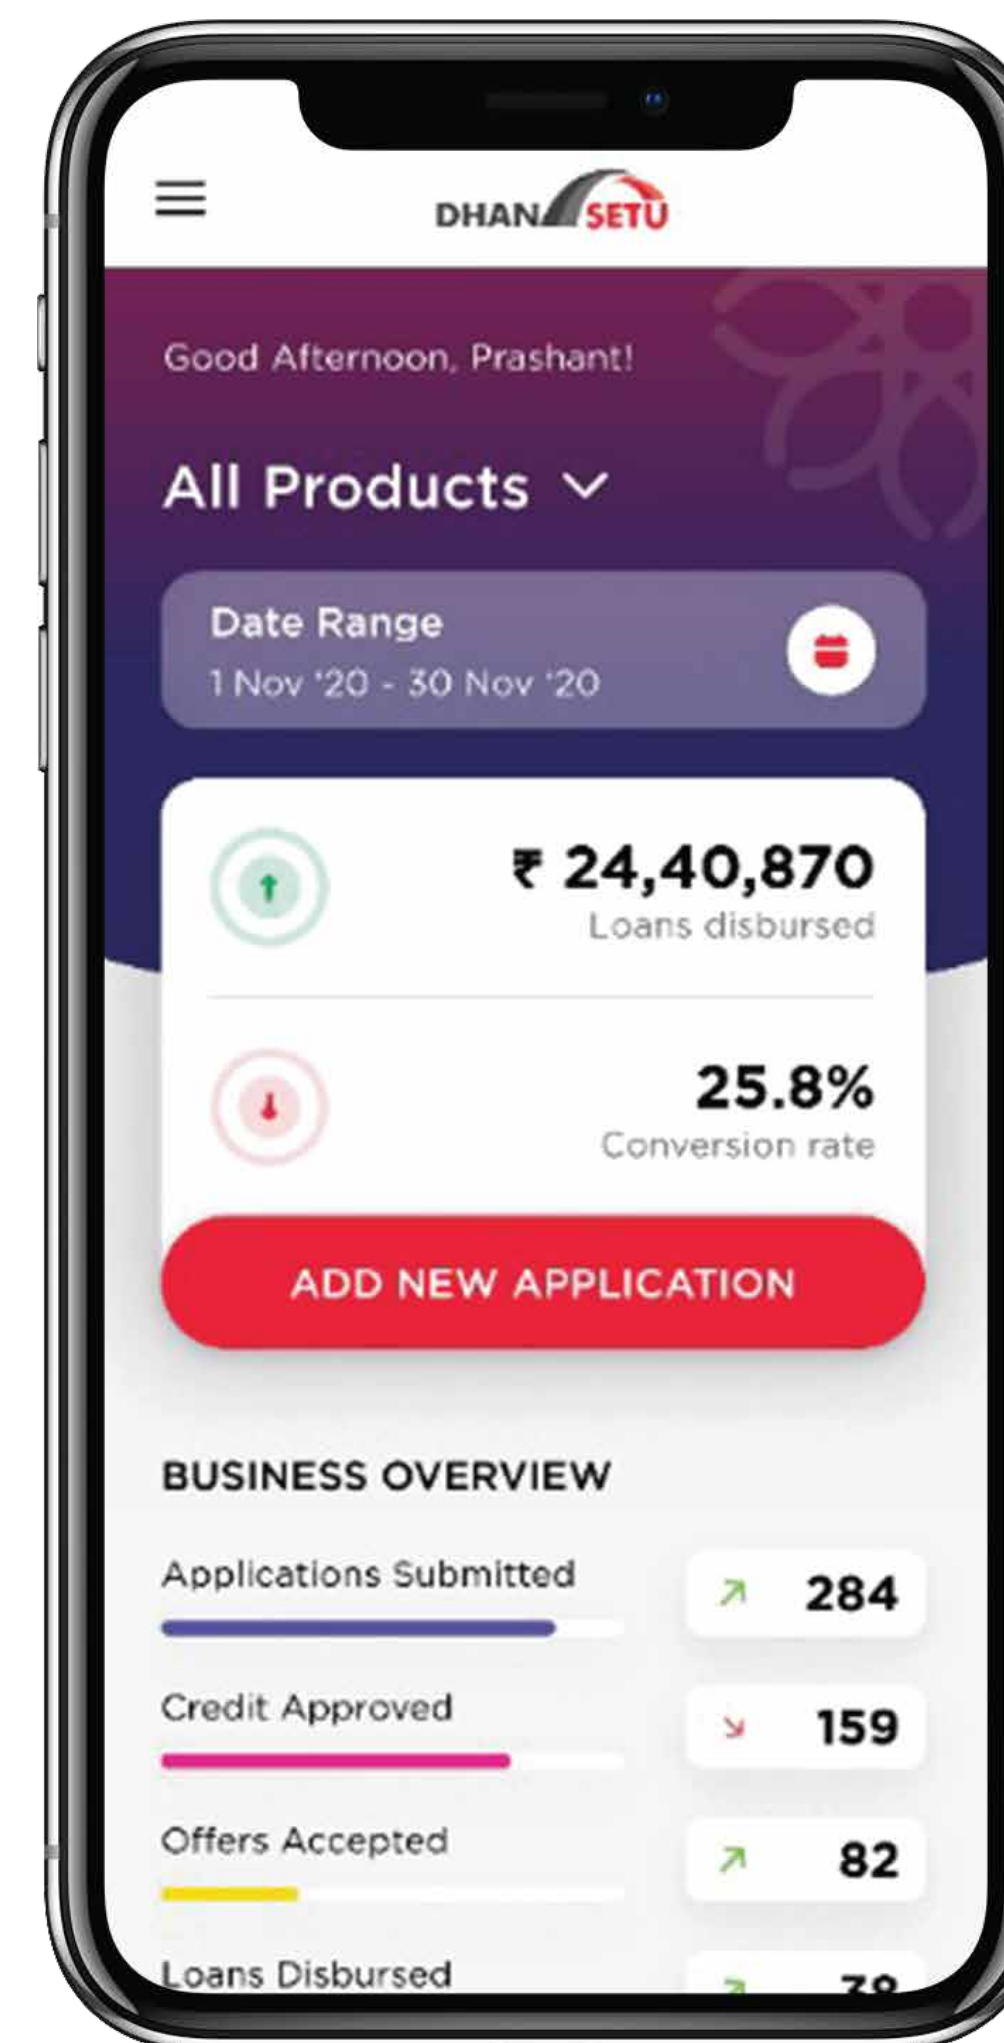 DHAN SETU
Good Afternoon, Prashant!
All Products
Date Range
1 Nov '20 - 30 Nov '20
₹ 24,40,870
Loans disbursed
25.8%
Conversion rate
ADD NEW APPLICATION
BUSINESS OVERVIEW
Applications Submitted
284
Credit Approved
159
Offers Accepted
82
Loans Disbursed